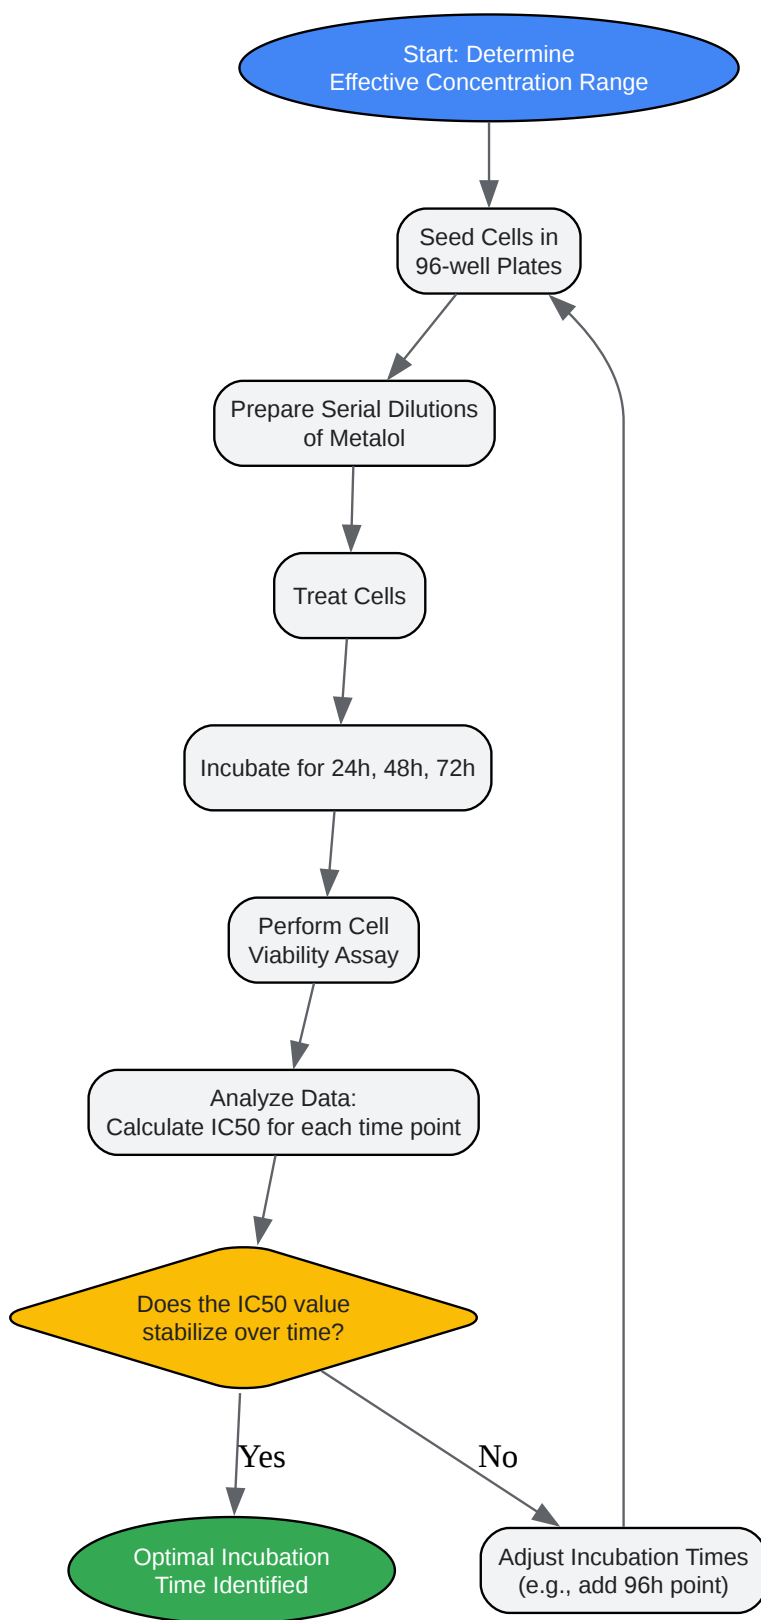 Start: Determine
Effective Concentration Range
Seed Cells in
96-well Plates
Prepare Serial Dilutions
of Metalol
Treat Cells
Incubate for 24h, 48h, 72h
Perform Cell
Viability Assay
Analyze Data:
Calculate IC50 for each time point
Does the IC50 value
stabilize over time?
Yes
No
Optimal Incubation
Time Identified
Adjust Incubation Times
(e.g., add 96h point)